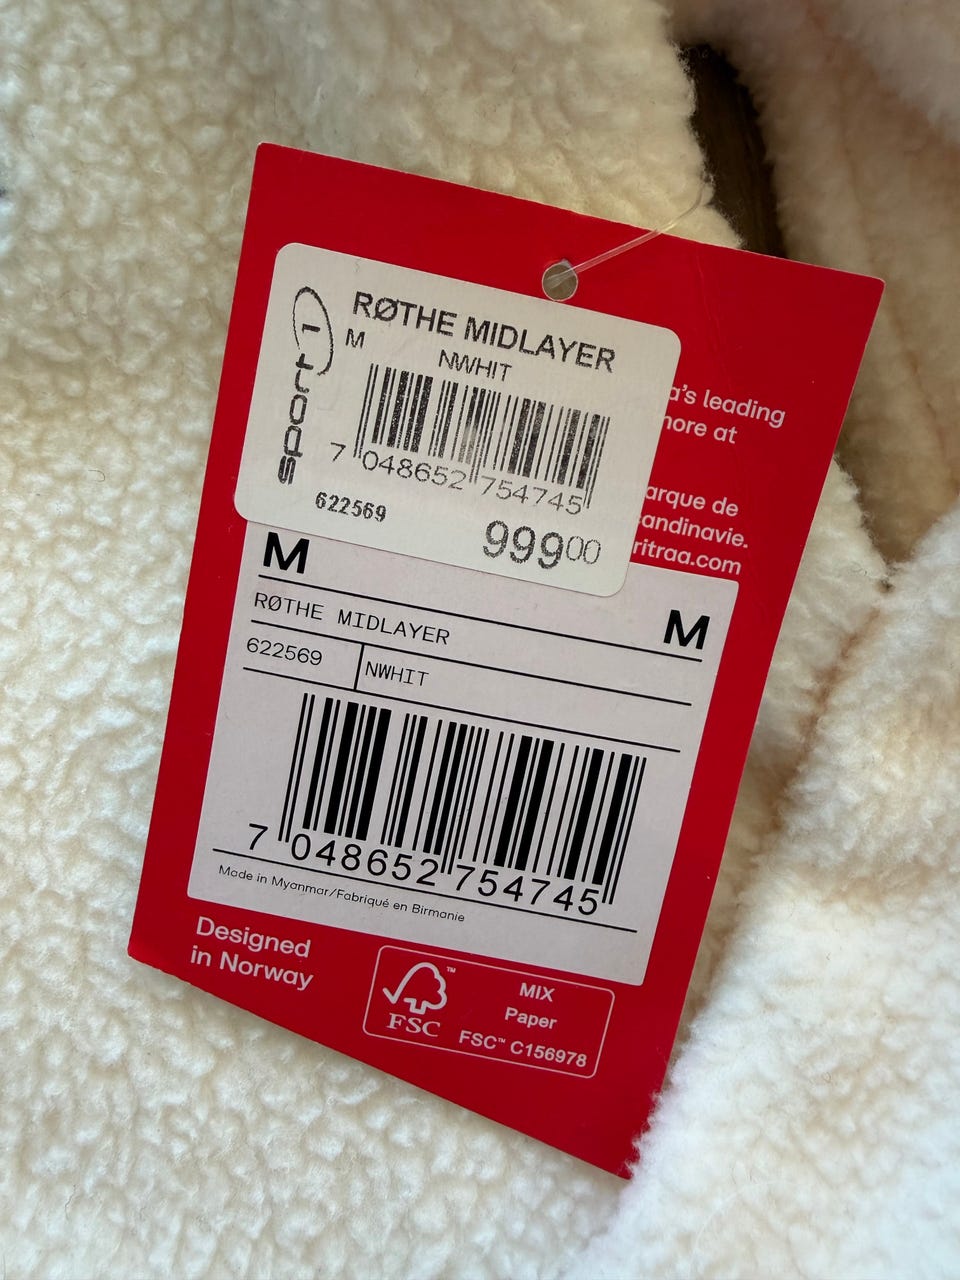 sport 1
RØTHE MIDLAYER
M
NWHIT
7 048652 754745
622569
999 00
a's leading
more at
arque de
candinavie.
ritraa.com
M
M
RØTHE MIDLAYER
622569
NWHIT
7 048652 754745
Made in Myanmar/Fabriqué en Birmanie
Designed
in Norway
FSC™
MIX
Paper
FSC™ C156978